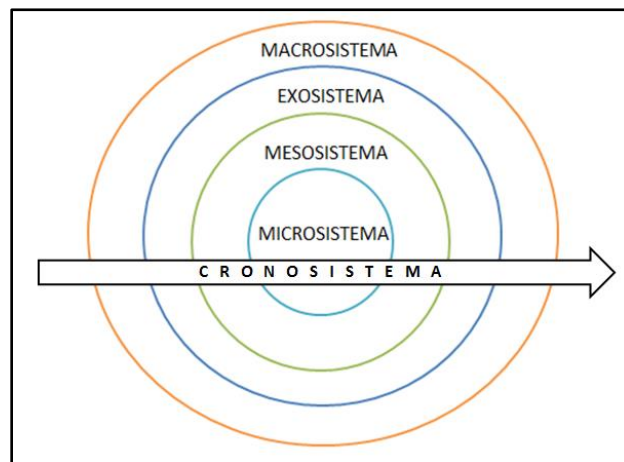 MACROSISTEMA
EXOSISTEMA
MESOSISTEMA
MICROSISTEMA
C R O N O S I S T E M A